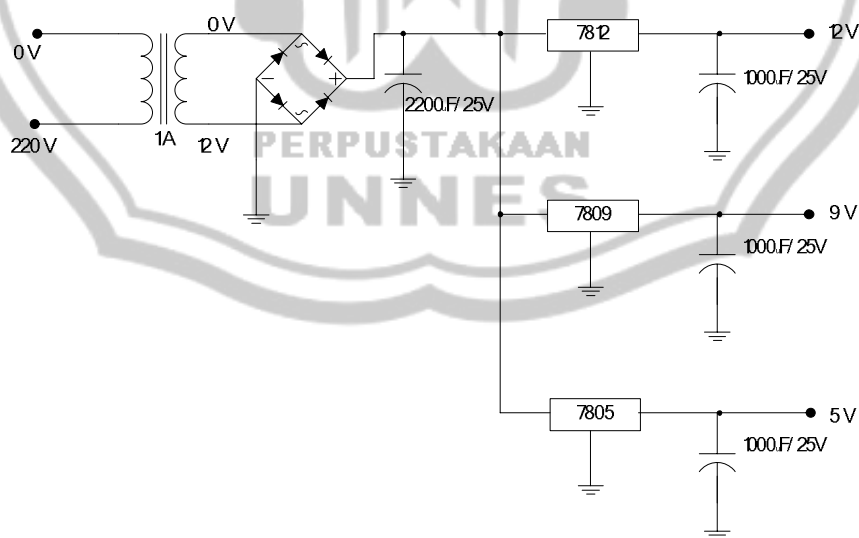 0 V
220 V
1A
0 V
12 V
2200.F/ 25V
7812
12V
1000.F/ 25V
PERPUSTAKAAN
UNNES
7809
9 V
1000.F/ 25V
7805
5 V
1000.F/ 25V